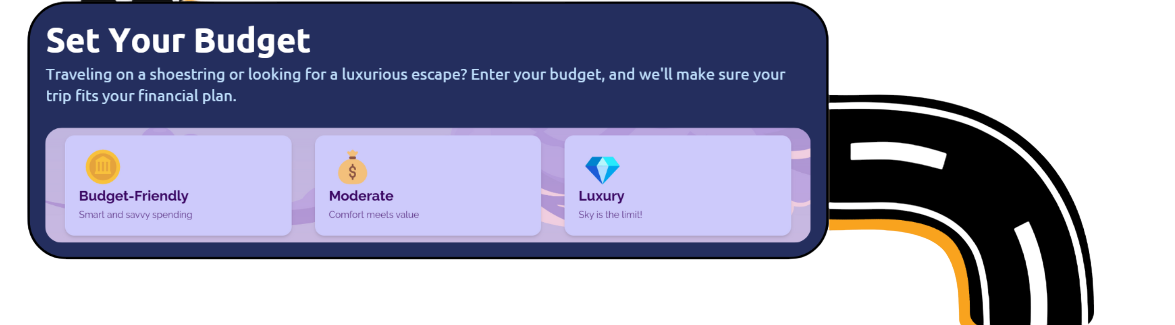 Set Your Budget
Traveling on a shoestring or looking for a luxurious escape? Enter your budget, and we'll make sure your
trip fits your financial plan.
Budget-Friendly
Smart and savvy spending
$
Moderate
Comfort meets value
Luxury
Sky is the limit!